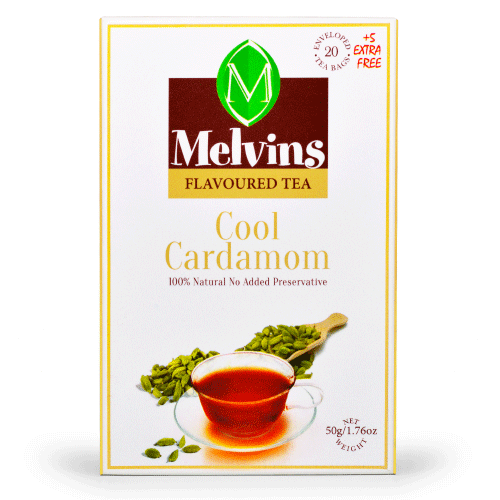 ENVELOPED
20
TEA BAGS
+5
EXTRA
FREE
M
Melvins
FLAVOURED TEA
Cool
Cardamom
100% Natural No Added Preservative
NET
50g/1.76oz
WEIGHT